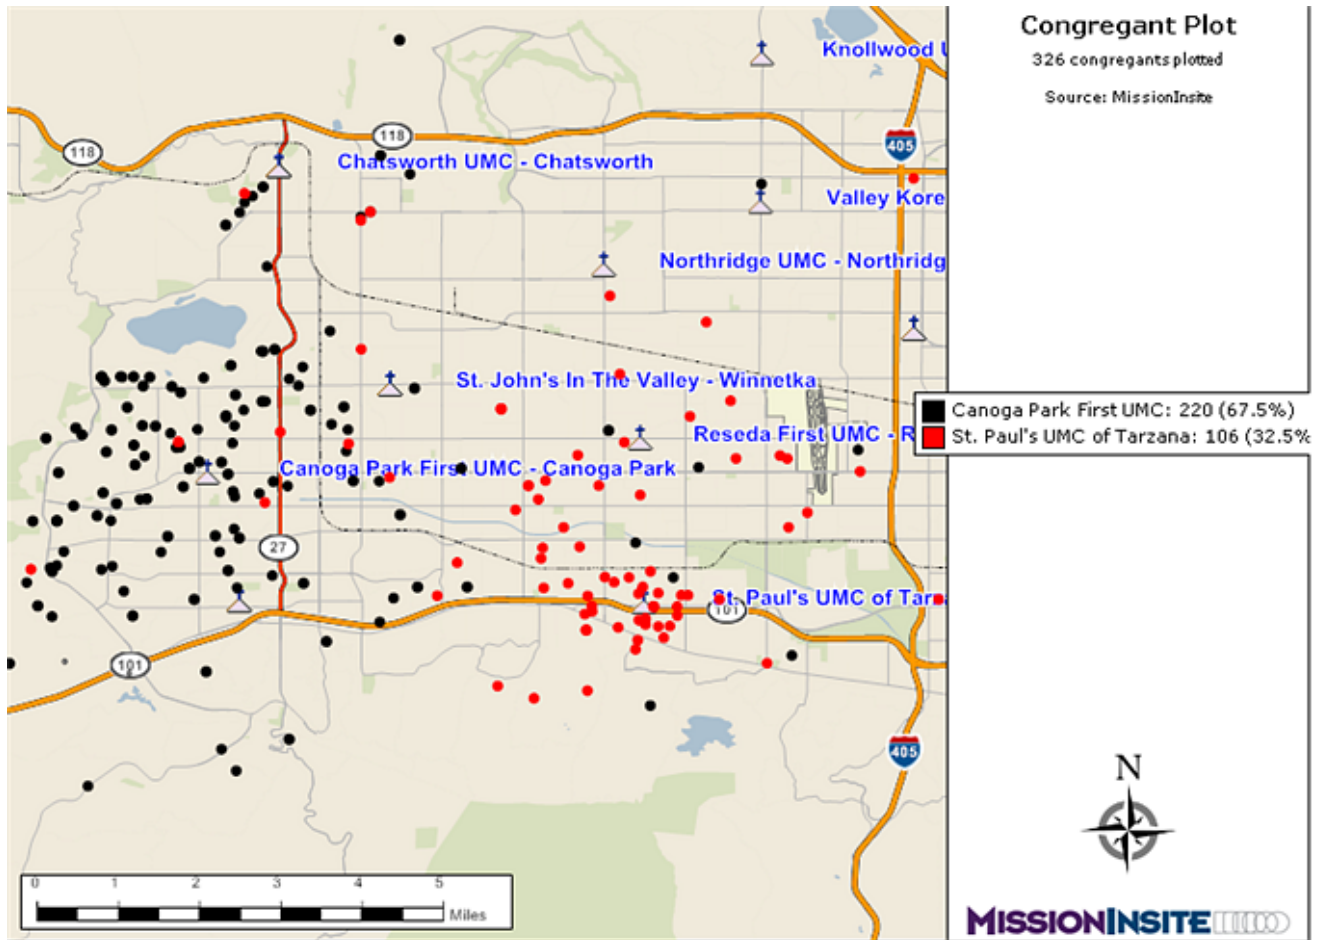 Congregant Plot
326 congregants plotted
Source: MissionInsite
Knollwood U
118
118
405
Chatsworth UMC - Chatsworth
Valley Kore
Northridge UMC - Northridg
St. John's In The Valley - Winnetka
Canoga Park First UMC: 220 (67.5%)
Reseda First UMC - R
St. Paul's UMC of Tarzana: 106 (32.5%
Canoga Park First UMC - Canoga Park
27
St. Paul's UMC of Tarza
101
101
405
N
0 1 2 3 4 5
Miles
MISSIONINSITE